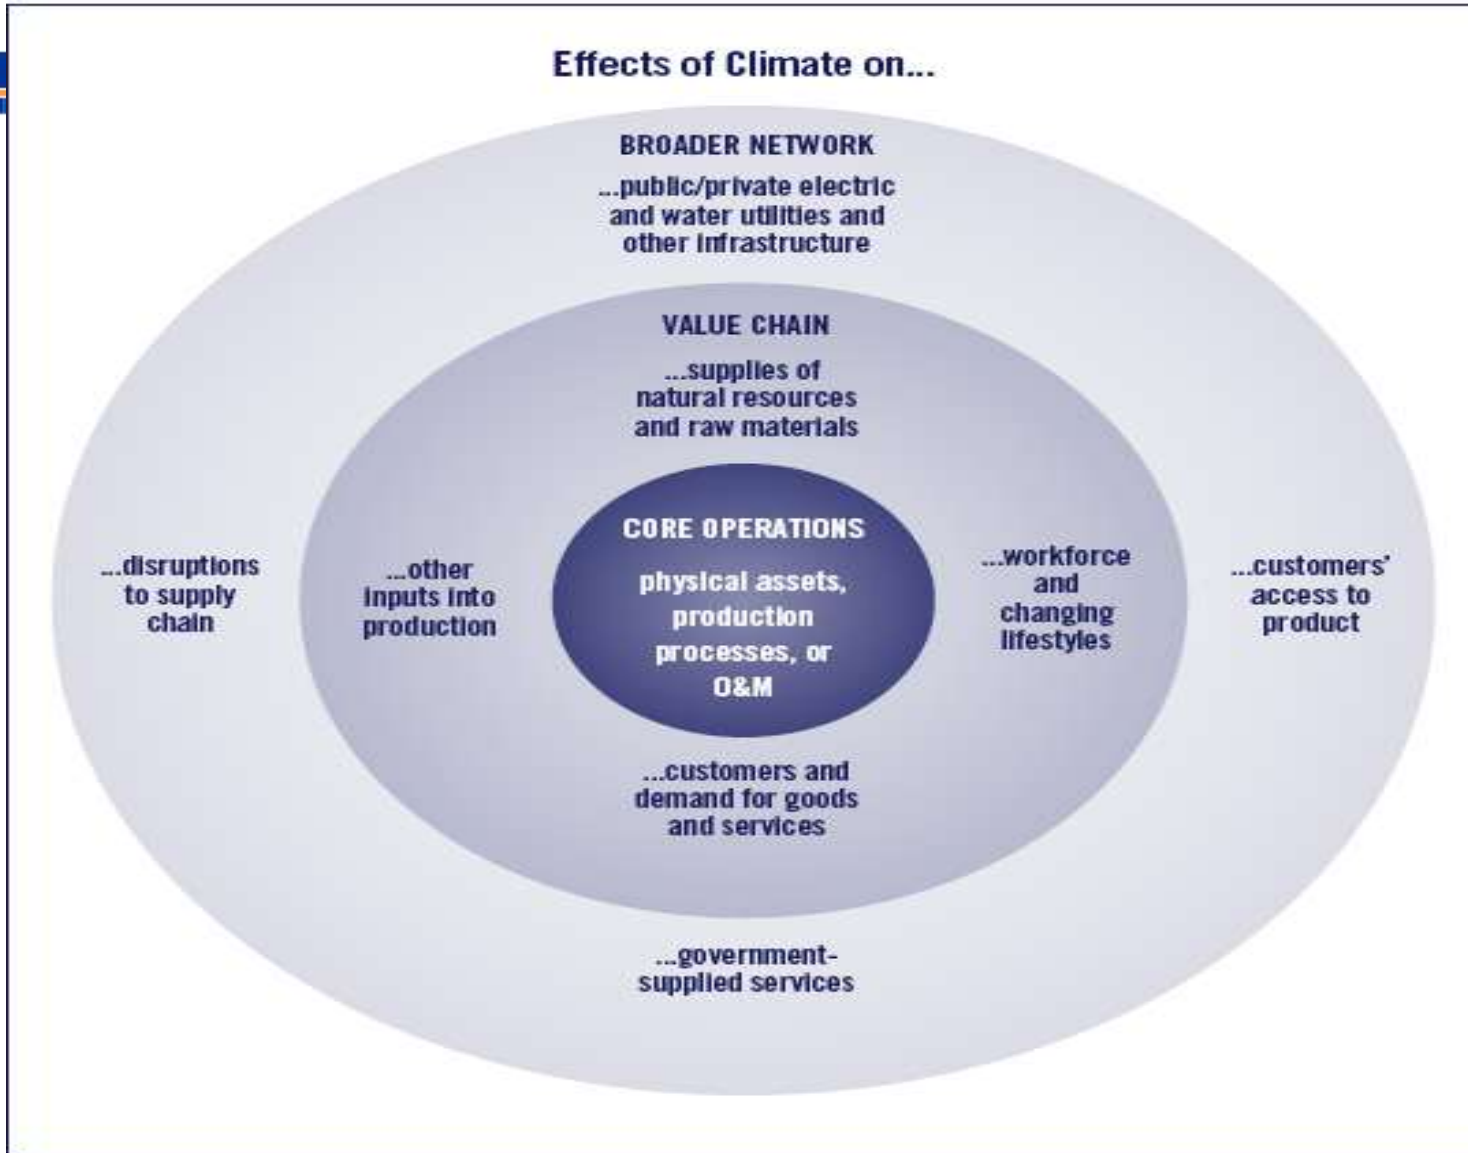 Effects of Climate on...
BROADER NETWORK
...public/private electric
and water utilities and
other infrastructure
VALUE CHAIN
...supplies of
natural resources
and raw materials
CORE OPERATIONS
physical assets,
production
processes, or
O&M
...disruptions
to supply
chain
...other
inputs into
production
...workforce
and
changing
lifestyles
...customers'
access to
product
...customers and
demand for goods
and services
...government-
supplied services